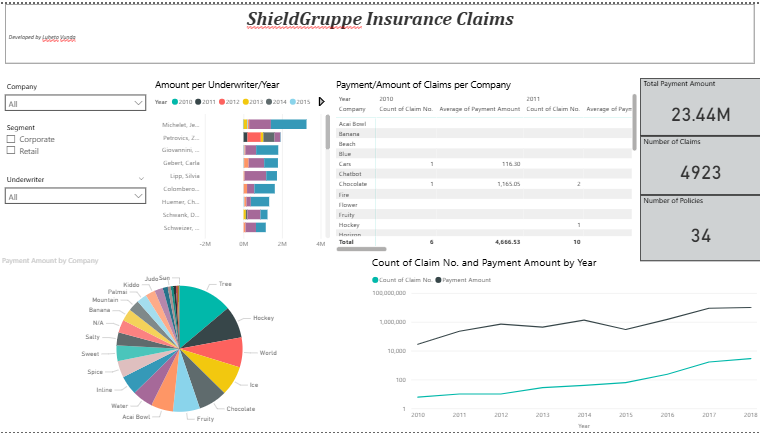 ShieldGruppe Insurance Claims
Developed by Lubeto Vunda
Company
All
Segment
Corporate
Retail
Underwriter
All
Amount per Underwriter/Year
Year 2010 2011 2012 2013 2014 2015
Michelet, Ja...
Petrovics, Z...
Giovannini, ...
Gebert, Carla
Lipp, Silvia
Colombero...
Huemer, Ch...
Schwank, D...
Schweizer, ...
-2M 0M 2M 4M
Payment/Amount of Claims per Company
Year 2010 2011
Company Count of Claim No. Average of Payment Amount Count of Claim No. Average of Paym
Acai Bowl
Banana
Beach
Blue
Cars 1 116.30
Chatbot
Chocolate 1 1,165.05 2
Fire
Flower
Fruity
Hockey 1
Total 6 4,666.53 10
Total Payment Amount
23.44M
Number of Claims
4923
Number of Policies
34
Payment Amount by Company
Sun
Judo
Kiddo
Palmai
Mountain
Banana
N/A
Salty
Sweet
Spice
Inline
Water
Acai Bowl
Fruity
Chocolate
Ice
World
Hockey
Tree
Count of Claim No. and Payment Amount by Year
Count of Claim No. Payment Amount
100,000,000
1,000,000
10,000
100
1
2010 2011 2012 2013 2014 2015 2016 2017 2018
Year